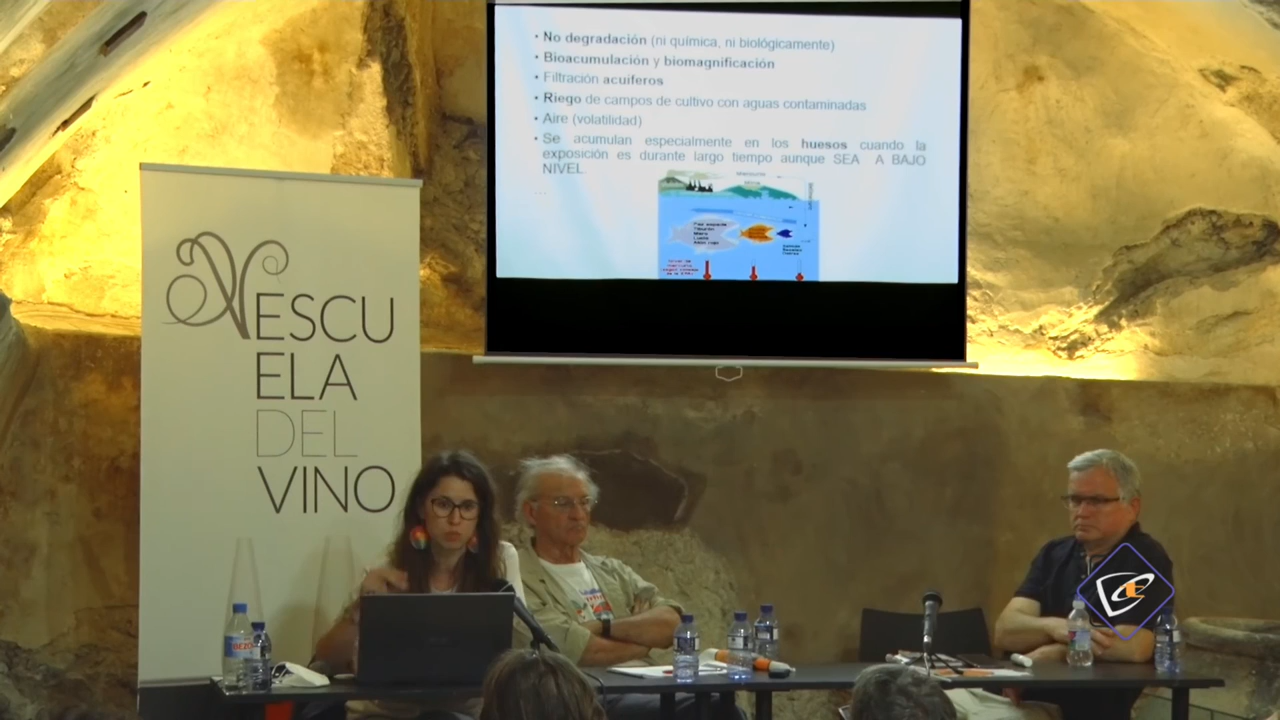 • No degradación (ni química, ni biológicamente)
• Bioacumulación y biomagnificación
• Filtración acuíferos
• Riego de campos de cultivo con aguas contaminadas
• Aire (volatilidad)
• Se acumulan especialmente en los huesos cuando la
exposición es durante largo tiempo aunque SEA A BAJO
NIVEL.
ESCU
ELA
DEL
VINO